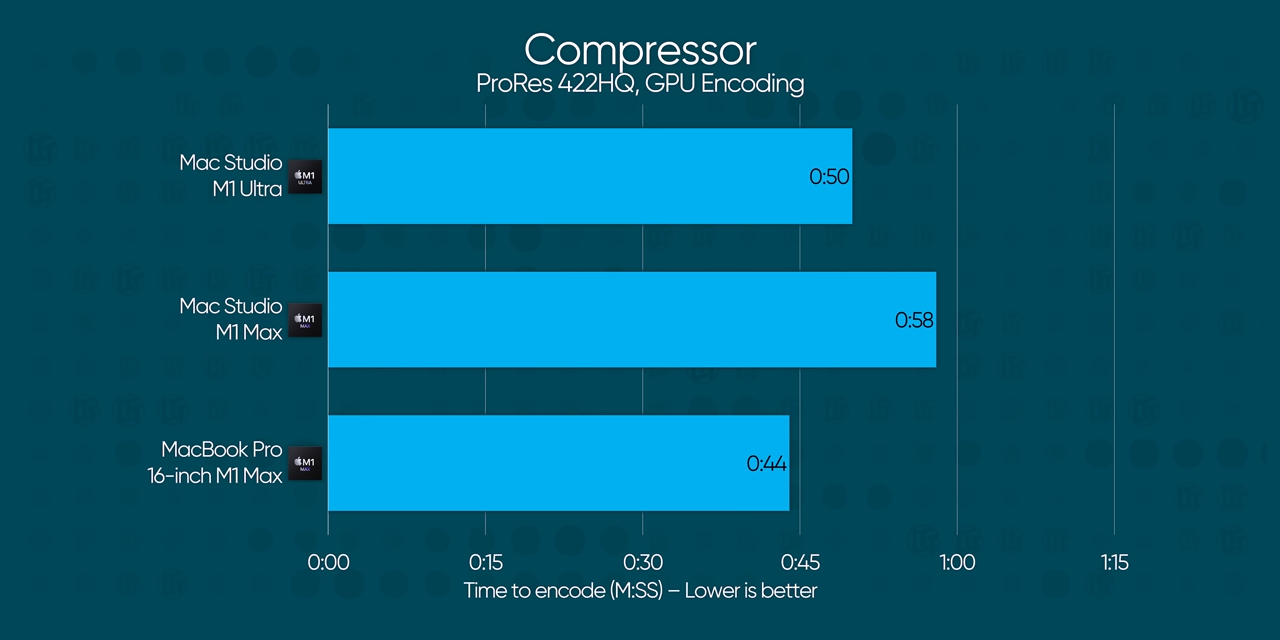 Compressor
ProRes 422HQ, GPU Encoding
Mac Studio
M1 Ultra
M1
ULTRA
0:50
Mac Studio
M1 Max
M1
MAX
0:58
MacBook Pro
16-inch M1 Max
M1
MAX
0:44
0:00 0:15 0:30 0:45 1:00 1:15
Time to encode (M:SS) – Lower is better